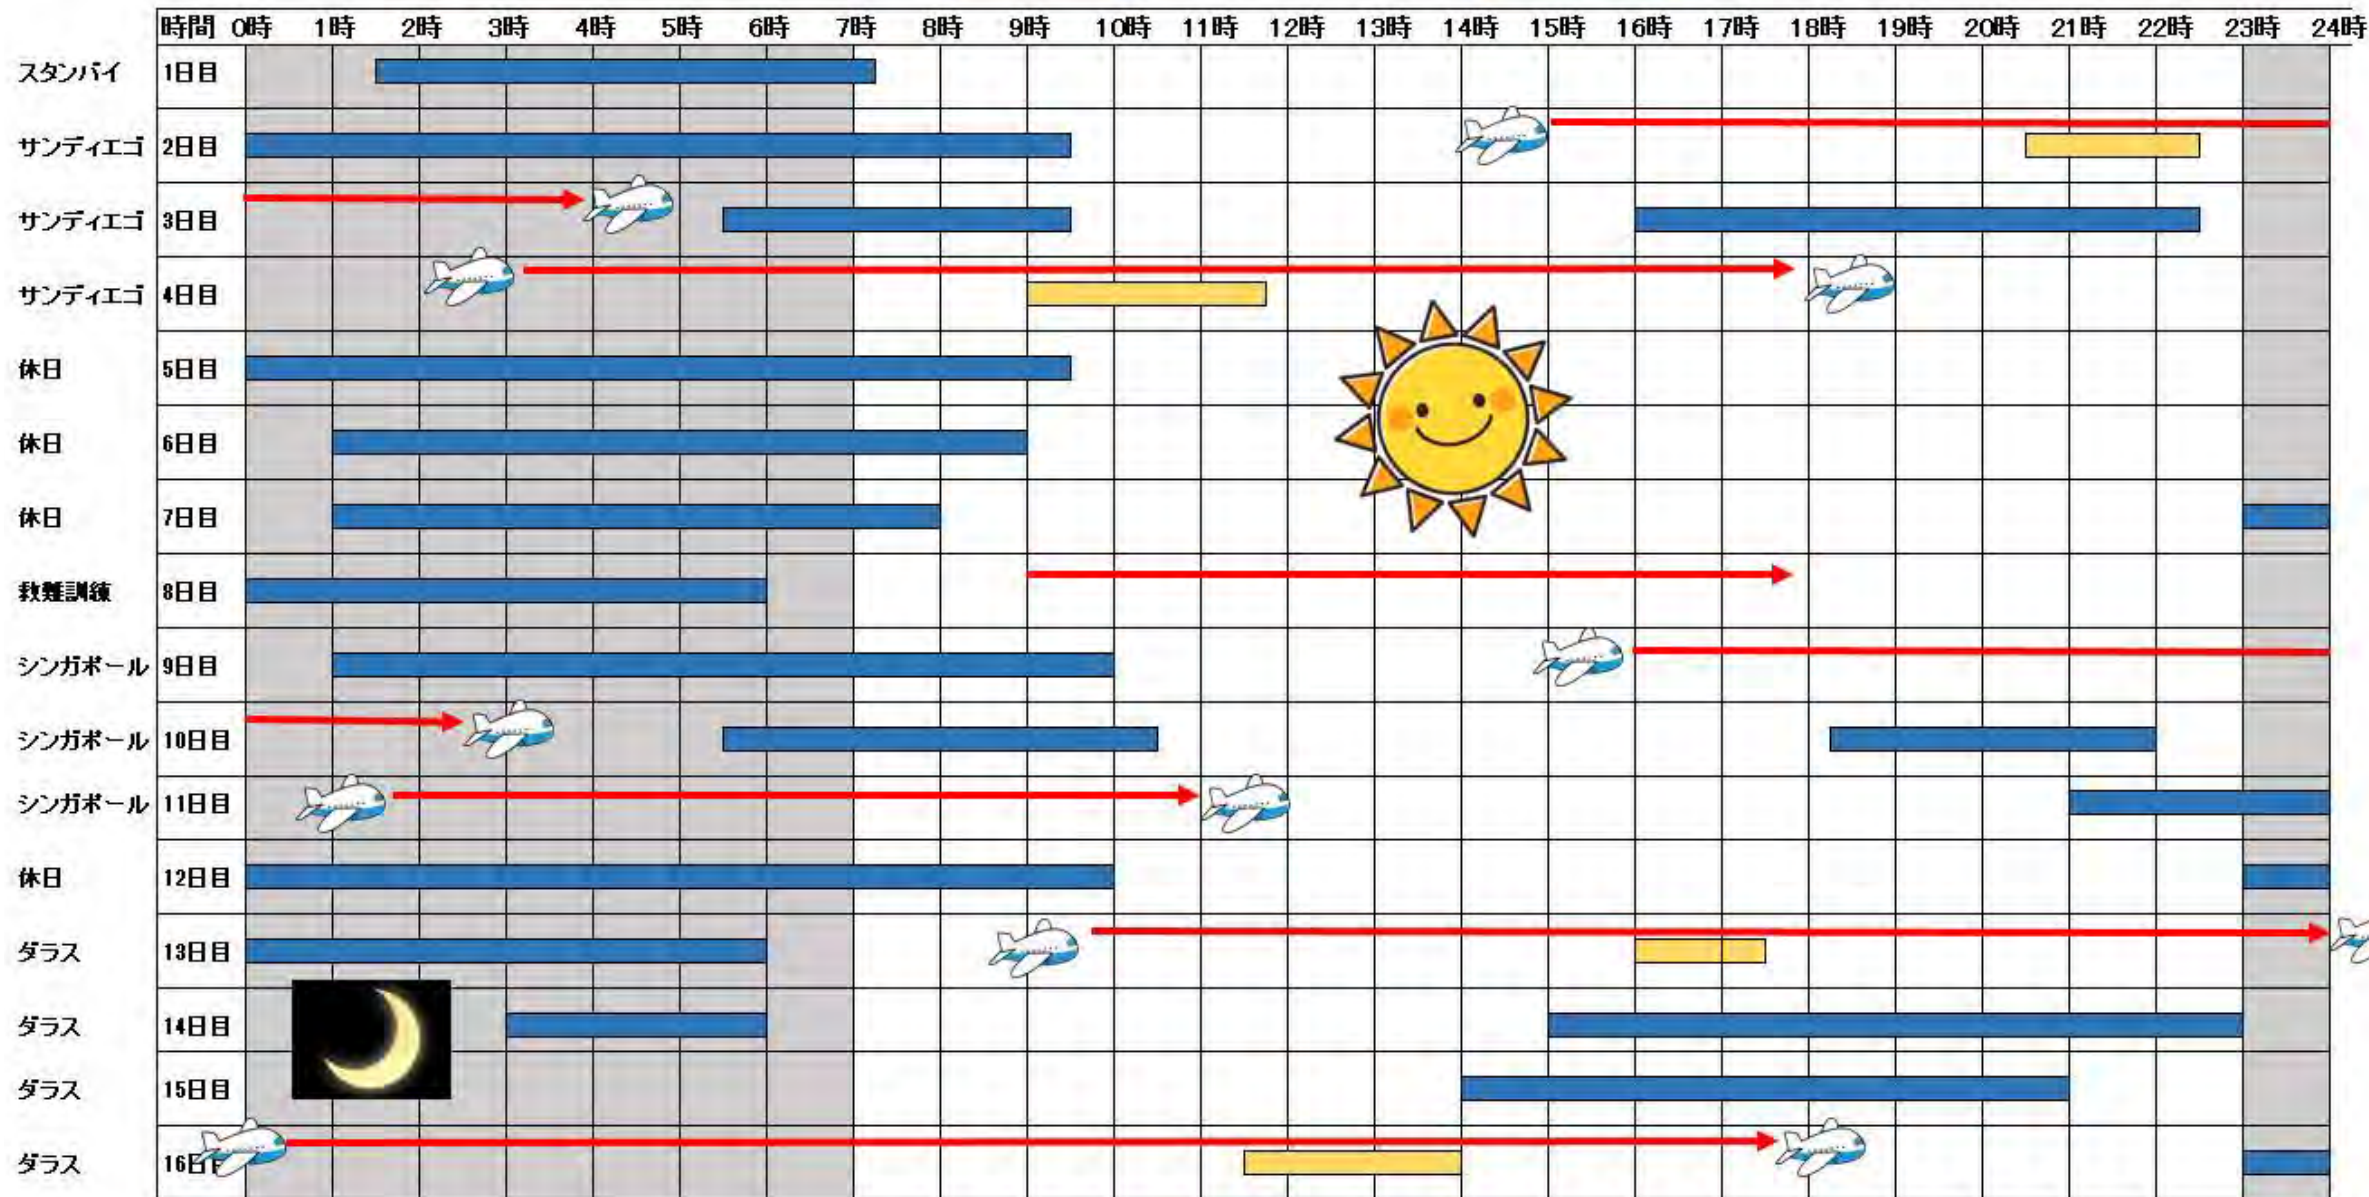 時間 0時 1時 2時 3時 4時 5時 6時 7時 8時 9時 10時 11時 12時 13時 14時 15時 16時 17時 18時 19時 20時 21時 22時 23時 24時
スタンバイ 1日目
サンディエゴ 2日目
サンディエゴ 3日目
サンディエゴ 4日目
休日 5日目
休日 6日目
休日 7日目
救難訓練 8日目
シンガポール 9日目
シンガポール 10日目
シンガポール 11日目
休日 12日目
ダラス 13日目
ダラス 14日目
ダラス 15日目
ダラス 16日目